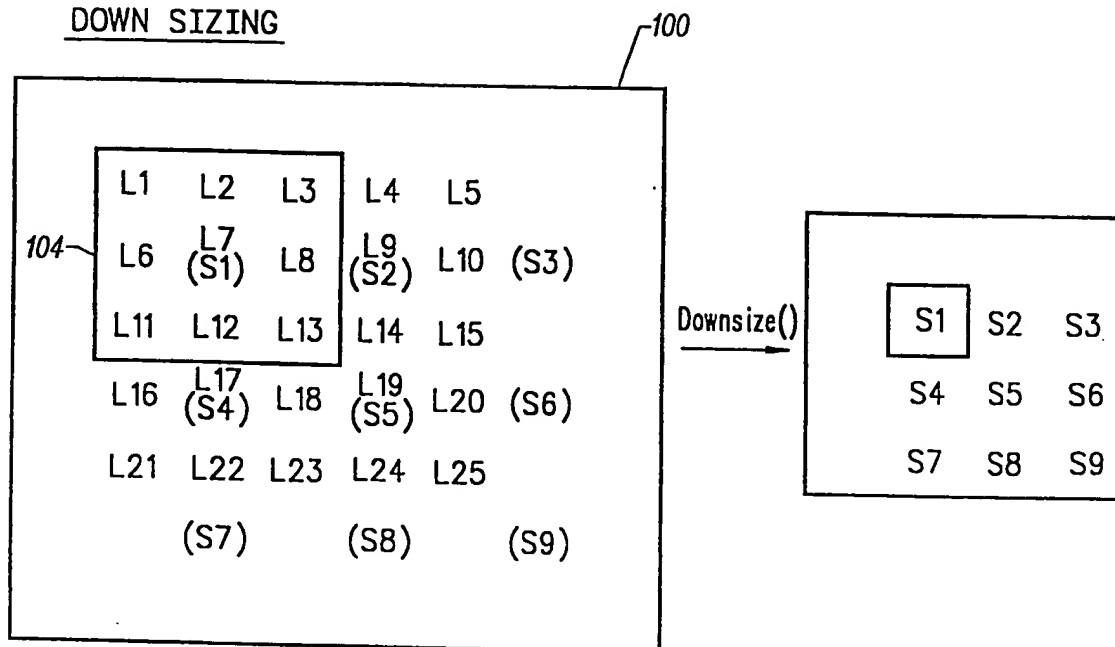 DOWN SIZING
100
L1 L2 L3 L4 L5
104
L6 L7 (S1) L8 L9 (S2) L10 (S3)
L11 L12 L13 L14 L15
L16 L17 (S4) L18 L19 (S5) L20 (S6)
L21 L22 L23 L24 L25
(S7) (S8) (S9)
Downsize()
S1 S2 S3
S4 S5 S6
S7 S8 S9